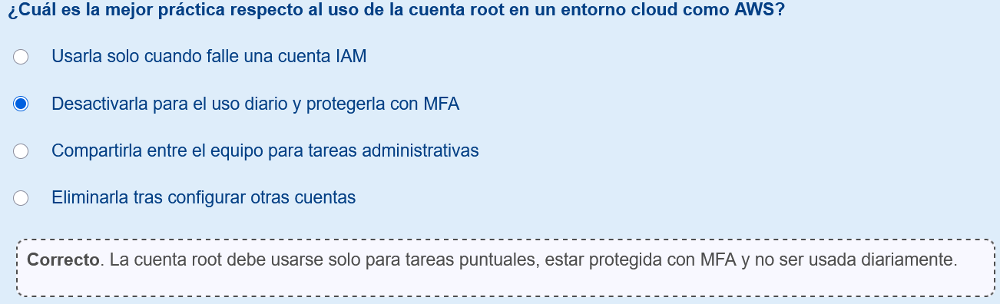 ¿Cuál es la mejor práctica respecto al uso de la cuenta root en un entorno cloud como AWS?
Usarla solo cuando falle una cuenta IAM
Desactivarla para el uso diario y protegerla con MFA
Compartirla entre el equipo para tareas administrativas
Eliminarla tras configurar otras cuentas
Correcto. La cuenta root debe usarse solo para tareas puntuales, estar protegida con MFA y no ser usada diariamente.